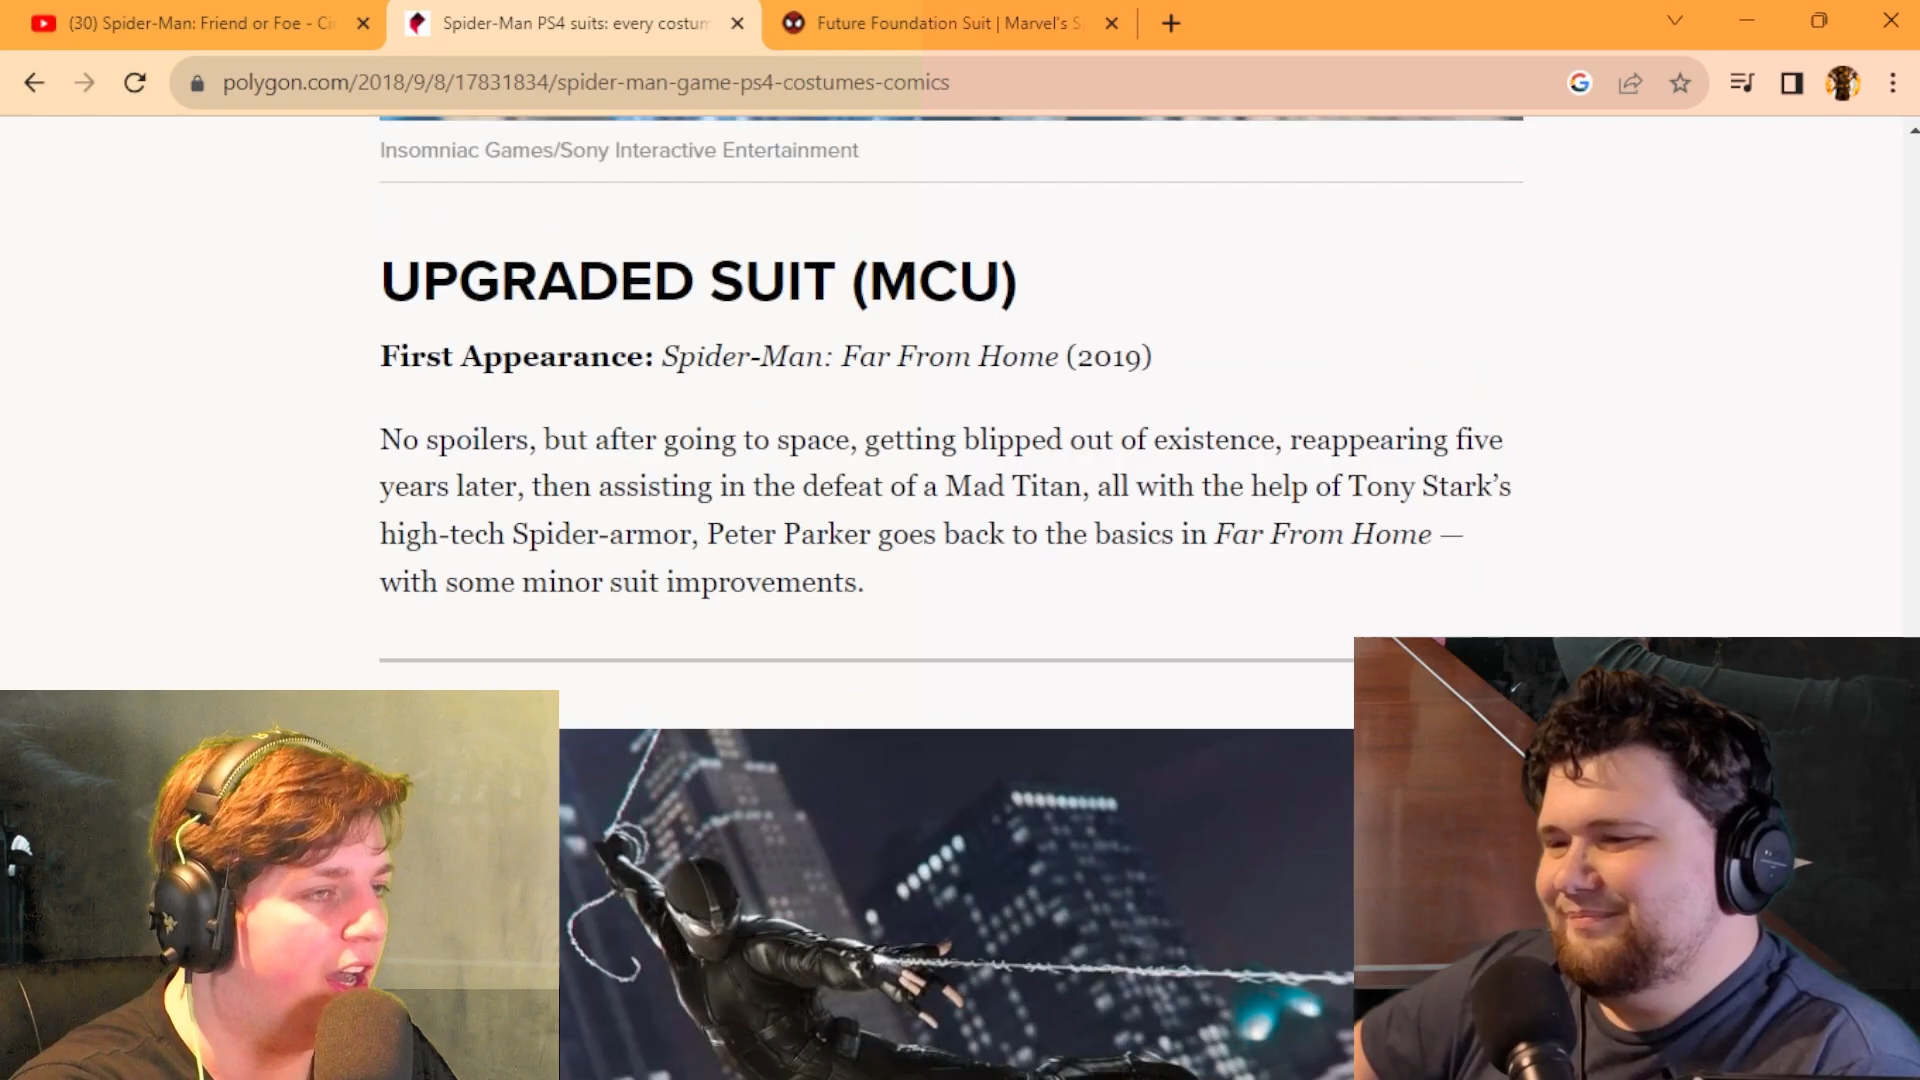 (30) Spider-Man: Friend or Foe - Ci
Spider-Man PS4 suits: every costum
Future Foundation Suit | Marvel's S
polygon.com/2018/9/8/17831834/spider-man-game-ps4-costumes-comics
Insomniac Games/Sony Interactive Entertainment
UPGRADED SUIT (MCU)
First Appearance: Spider-Man: Far From Home (2019)
No spoilers, but after going to space, getting blipped out of existence, reappearing five
years later, then assisting in the defeat of a Mad Titan, all with the help of Tony Stark’s
high-tech Spider-armor, Peter Parker goes back to the basics in Far From Home —
with some minor suit improvements.